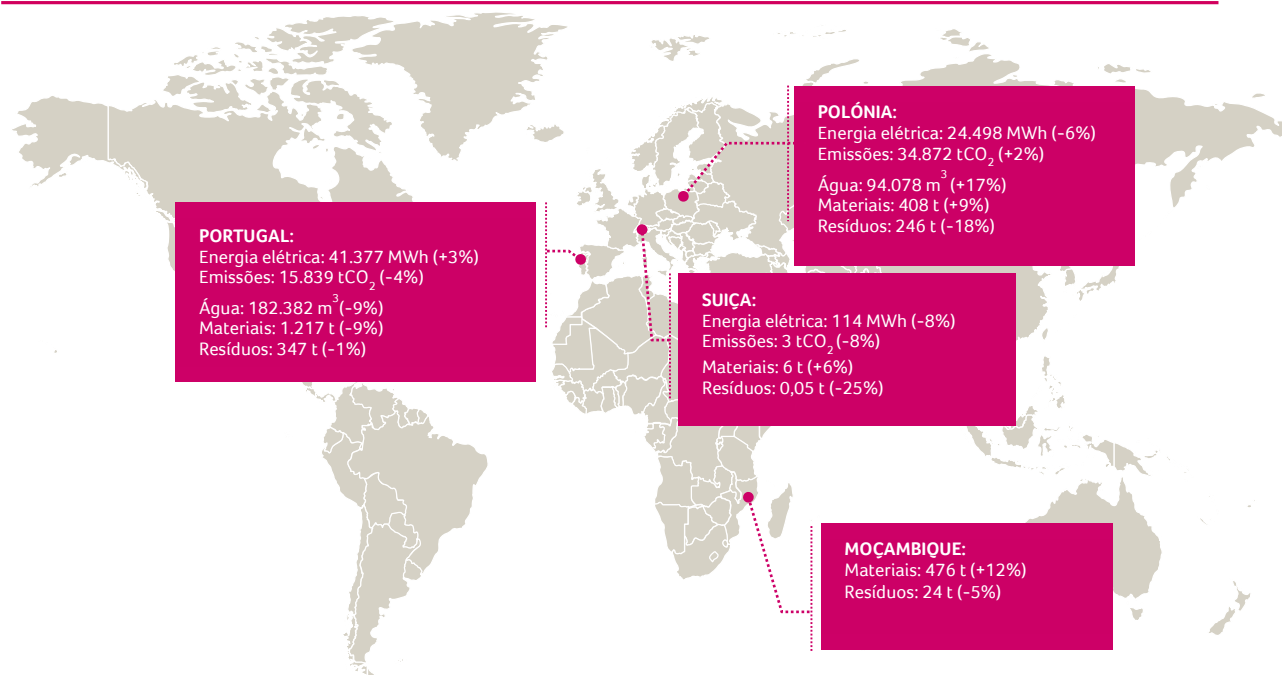 POLÓNIA:
Energia elétrica: 24.498 MWh (-6%)
Emissões: 34.872 tCO2 (+2%)
Água: 94.078 m3 (+17%)
Materiais: 408 t (+9%)
Resíduos: 246 t (-18%)
PORTUGAL:
Energia elétrica: 41.377 MWh (+3%)
Emissões: 15.839 tCO2 (-4%)
Água: 182.382 m3 (-9%)
Materiais: 1.217 t (-9%)
Resíduos: 347 t (-1%)
SUIÇA:
Energia elétrica: 114 MWh (-8%)
Emissões: 3 tCO2 (-8%)
Materiais: 6 t (+6%)
Resíduos: 0,05 t (-25%)
MOÇAMBIQUE:
Materiais: 476 t (+12%)
Resíduos: 24 t (-5%)